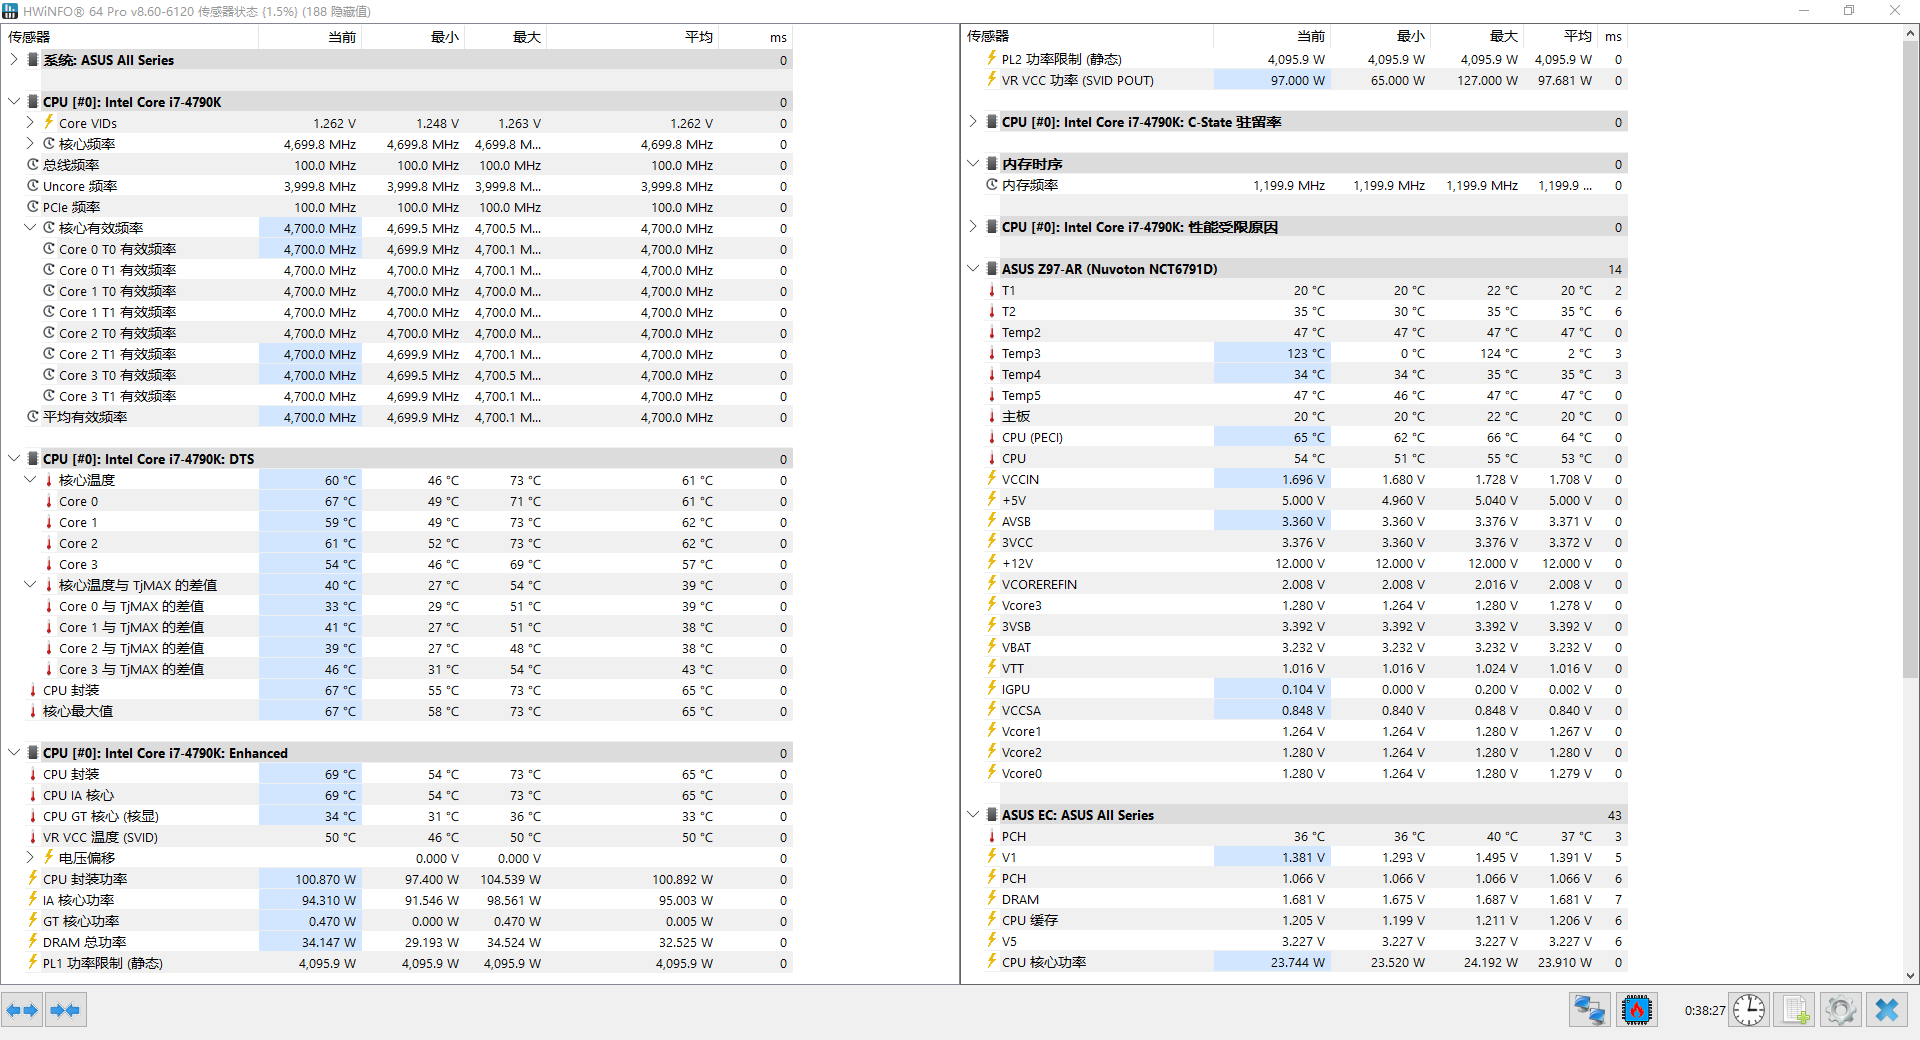 HWiNFO® 64 Pro v8.60-6120 传感器状态 {1.5%} (188 隐藏值)
传感器 当前 最小 最大 平均 ms
系统: ASUS All Series 0
CPU [#0]: Intel Core i7-4790K 0
Core VIDs 1.262 V 1.248 V 1.263 V 1.262 V 0
核心频率 4,699.8 MHz 4,699.8 MHz 4,699.8 M... 4,699.8 MHz 0
总线频率 100.0 MHz 100.0 MHz 100.0 MHz 100.0 MHz 0
Uncore 频率 3,999.8 MHz 3,999.8 MHz 3,999.8 M... 3,999.8 MHz 0
PCIe 频率 100.0 MHz 100.0 MHz 100.0 MHz 100.0 MHz 0
核心有效频率 4,700.0 MHz 4,699.5 MHz 4,700.5 M... 4,700.0 MHz 0
Core 0 T0 有效频率 4,700.0 MHz 4,699.9 MHz 4,700.1 M... 4,700.0 MHz 0
Core 0 T1 有效频率 4,700.0 MHz 4,700.0 MHz 4,700.1 M... 4,700.0 MHz 0
Core 1 T0 有效频率 4,700.0 MHz 4,700.0 MHz 4,700.0 M... 4,700.0 MHz 0
Core 1 T1 有效频率 4,700.0 MHz 4,700.0 MHz 4,700.0 M... 4,700.0 MHz 0
Core 2 T0 有效频率 4,700.0 MHz 4,700.0 MHz 4,700.0 M... 4,700.0 MHz 0
Core 2 T1 有效频率 4,700.0 MHz 4,699.9 MHz 4,700.1 M... 4,700.0 MHz 0
Core 3 T0 有效频率 4,700.0 MHz 4,699.5 MHz 4,700.5 M... 4,700.0 MHz 0
Core 3 T1 有效频率 4,700.0 MHz 4,700.0 MHz 4,700.0 M... 4,700.0 MHz 0
平均有效频率 4,700.0 MHz 4,699.9 MHz 4,700.1 M... 4,700.0 MHz 0
CPU [#0]: Intel Core i7-4790K: DTS 0
核心温度 60 °C 46 °C 73 °C 61 °C 0
Core 0 67 °C 49 °C 71 °C 61 °C 0
Core 1 59 °C 49 °C 73 °C 62 °C 0
Core 2 61 °C 52 °C 73 °C 62 °C 0
Core 3 54 °C 46 °C 69 °C 57 °C 0
核心温度与 TjMAX 的差值 40 °C 27 °C 54 °C 39 °C 0
Core 0 与 TjMAX 的差值 33 °C 29 °C 51 °C 39 °C 0
Core 1 与 TjMAX 的差值 41 °C 27 °C 51 °C 38 °C 0
Core 2 与 TjMAX 的差值 39 °C 27 °C 48 °C 38 °C 0
Core 3 与 TjMAX 的差值 46 °C 31 °C 54 °C 43 °C 0
CPU 封装 67 °C 55 °C 73 °C 65 °C 0
核心最大值 67 °C 58 °C 73 °C 65 °C 0
CPU [#0]: Intel Core i7-4790K: Enhanced 0
CPU 封装 69 °C 54 °C 73 °C 65 °C 0
CPU IA 核心 69 °C 54 °C 73 °C 65 °C 0
CPU GT 核心 (核显) 34 °C 31 °C 36 °C 33 °C 0
VR VCC 温度 (SVID) 50 °C 46 °C 50 °C 50 °C 0
电压偏移 0.000 V 0.000 V 0
CPU 封装功率 100.870 W 97.400 W 104.539 W 100.892 W 0
IA 核心功率 94.310 W 91.546 W 98.561 W 95.003 W 0
GT 核心功率 0.470 W 0.000 W 0.470 W 0.005 W 0
DRAM 总功率 34.147 W 29.193 W 34.524 W 32.525 W 0
PL1 功率限制 (静态) 4,095.9 W 4,095.9 W 4,095.9 W 4,095.9 W 0
传感器 当前 最小 最大 平均 ms
PL2 功率限制 (静态) 4,095.9 W 4,095.9 W 4,095.9 W 4,095.9 W 0
VR VCC 功率 (SVID POUT) 97.000 W 65.000 W 127.000 W 97.681 W 0
CPU [#0]: Intel Core i7-4790K: C-State 驻留率 0
内存时序 0
内存频率 1,199.9 MHz 1,199.9 MHz 1,199.9 MHz 1,199.9 ... 0
CPU [#0]: Intel Core i7-4790K: 性能受限原因 0
ASUS Z97-AR (Nuvoton NCT6791D) 14
T1 20 °C 20 °C 22 °C 20 °C 2
T2 35 °C 30 °C 35 °C 35 °C 6
Temp2 47 °C 47 °C 47 °C 47 °C 0
Temp3 123 °C 0 °C 124 °C 2 °C 3
Temp4 34 °C 34 °C 35 °C 35 °C 3
Temp5 47 °C 46 °C 47 °C 47 °C 0
主板 20 °C 20 °C 22 °C 20 °C 0
CPU (PECI) 65 °C 62 °C 66 °C 64 °C 0
CPU 54 °C 51 °C 55 °C 53 °C 0
VCCIN 1.696 V 1.680 V 1.728 V 1.708 V 0
+5V 5.000 V 4.960 V 5.040 V 5.000 V 0
AVSB 3.360 V 3.360 V 3.376 V 3.371 V 0
3VCC 3.376 V 3.360 V 3.376 V 3.372 V 0
+12V 12.000 V 12.000 V 12.000 V 12.000 V 0
VCOREREFIN 2.008 V 2.008 V 2.016 V 2.008 V 0
Vcore3 1.280 V 1.264 V 1.280 V 1.278 V 0
3VSB 3.392 V 3.392 V 3.392 V 3.392 V 0
VBAT 3.232 V 3.232 V 3.232 V 3.232 V 0
VTT 1.016 V 1.016 V 1.024 V 1.016 V 0
IGPU 0.104 V 0.000 V 0.200 V 0.002 V 0
VCCSA 0.848 V 0.840 V 0.848 V 0.840 V 0
Vcore1 1.264 V 1.264 V 1.280 V 1.267 V 0
Vcore2 1.280 V 1.264 V 1.280 V 1.280 V 0
Vcore0 1.280 V 1.264 V 1.280 V 1.279 V 0
ASUS EC: ASUS All Series 43
PCH 36 °C 36 °C 40 °C 37 °C 3
V1 1.381 V 1.293 V 1.495 V 1.391 V 5
PCH 1.066 V 1.066 V 1.066 V 1.066 V 6
DRAM 1.681 V 1.675 V 1.687 V 1.681 V 7
CPU 缓存 1.205 V 1.199 V 1.211 V 1.206 V 6
V5 3.227 V 3.227 V 3.227 V 3.227 V 6
CPU 核心功率 23.744 W 23.520 W 24.192 W 23.910 W 0
0:38:27